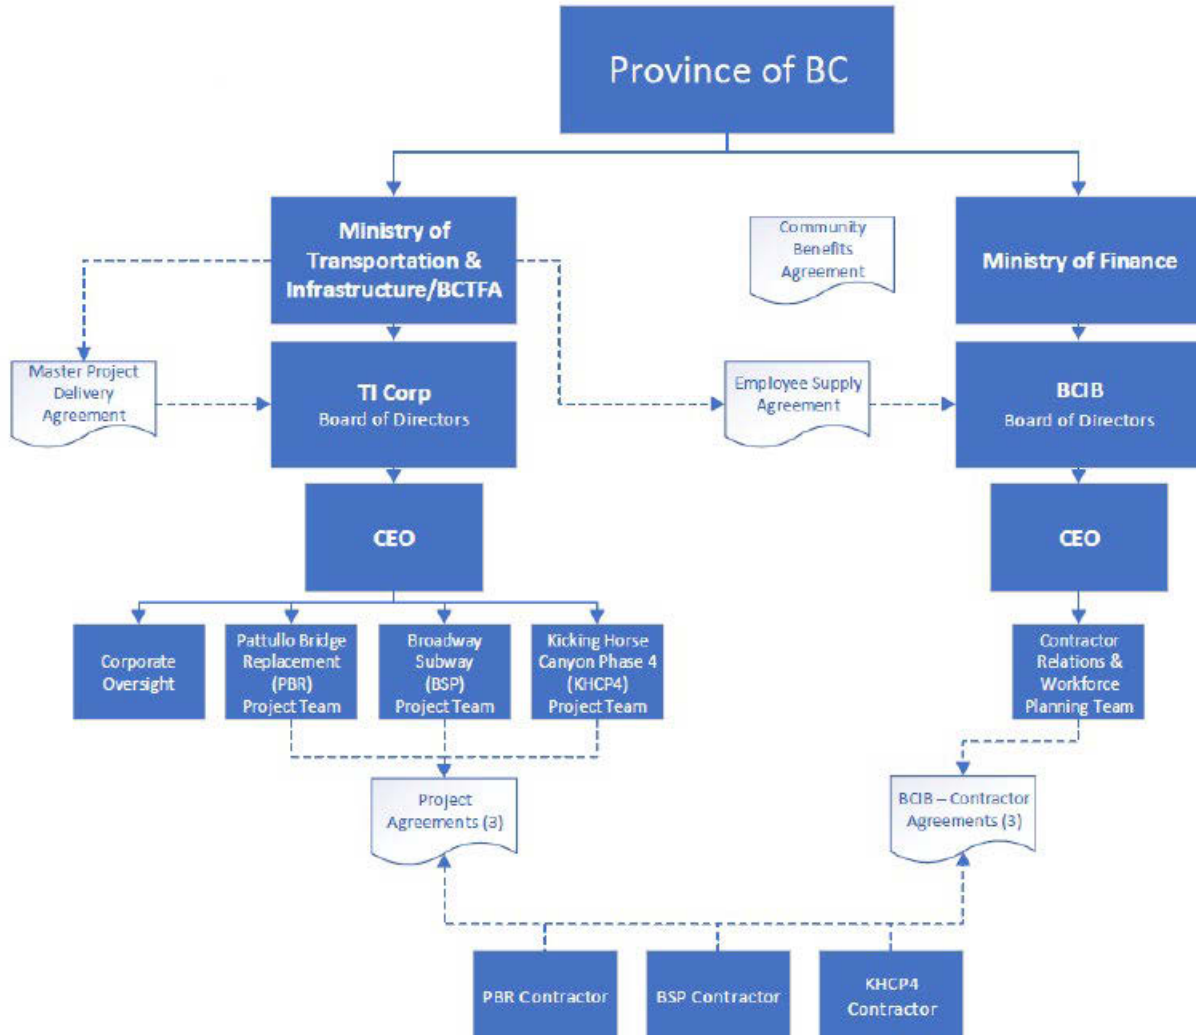 Province of BC
Ministry of
Transportation &
Infrastructure/BCTFA
Community
Benefits
Agreement
Ministry of Finance
Master Project
Delivery
Agreement
TI Corp
Board of Directors
Employee Supply
Agreement
BCIB
Board of Directors
CEO
CEO
Corporate
Oversight
Pattullo Bridge
Replacement
(PBR)
Project Team
Broadway
Subway
(BSP)
Project Team
Kicking Horse
Canyon Phase 4
(KHCP4)
Project Team
Contractor
Relations &
Workforce
Planning Team
Project
Agreements (3)
BCIB – Contractor
Agreements (3)
PBR Contractor
BSP Contractor
KHCP4
Contractor